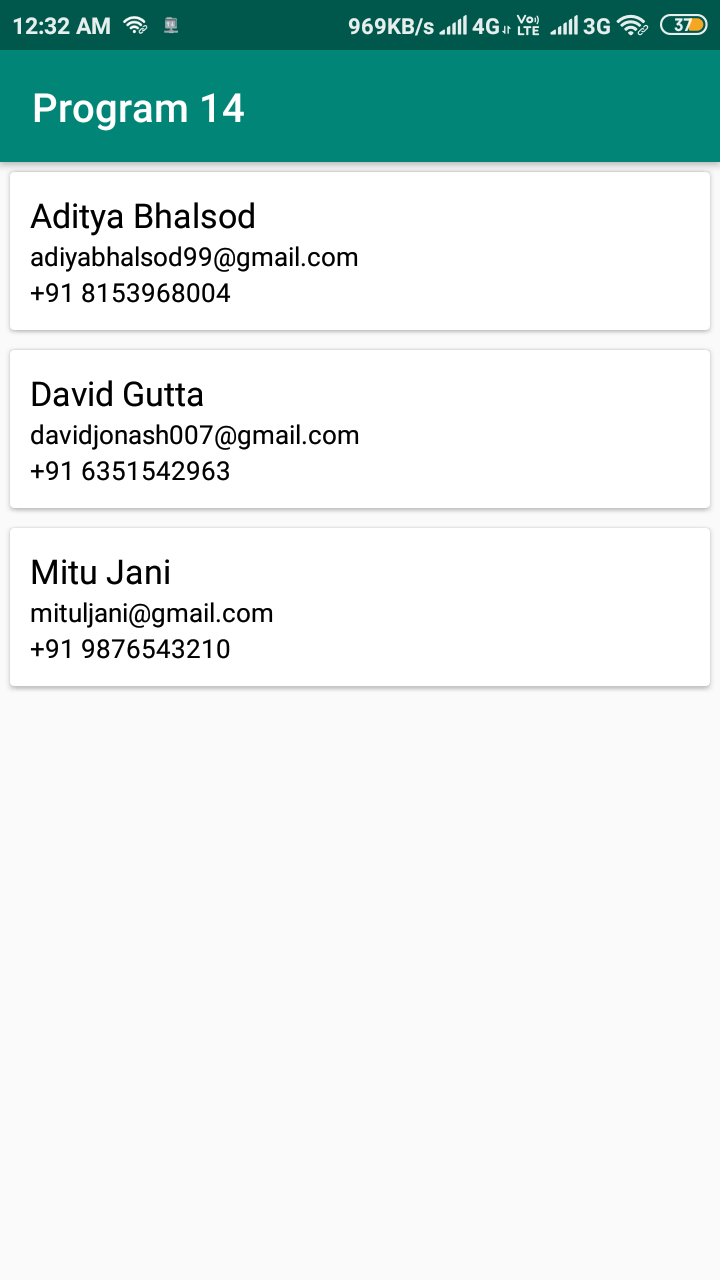 12:32 AM 969KB/s 4G Vo) LTE 3G 37
Program 14
Aditya Bhalsod
adiyabhalsod99@gmail.com
+91 8153968004
David Gutta
davidjonash007@gmail.com
+91 6351542963
Mitu Jani
mituljani@gmail.com
+91 9876543210